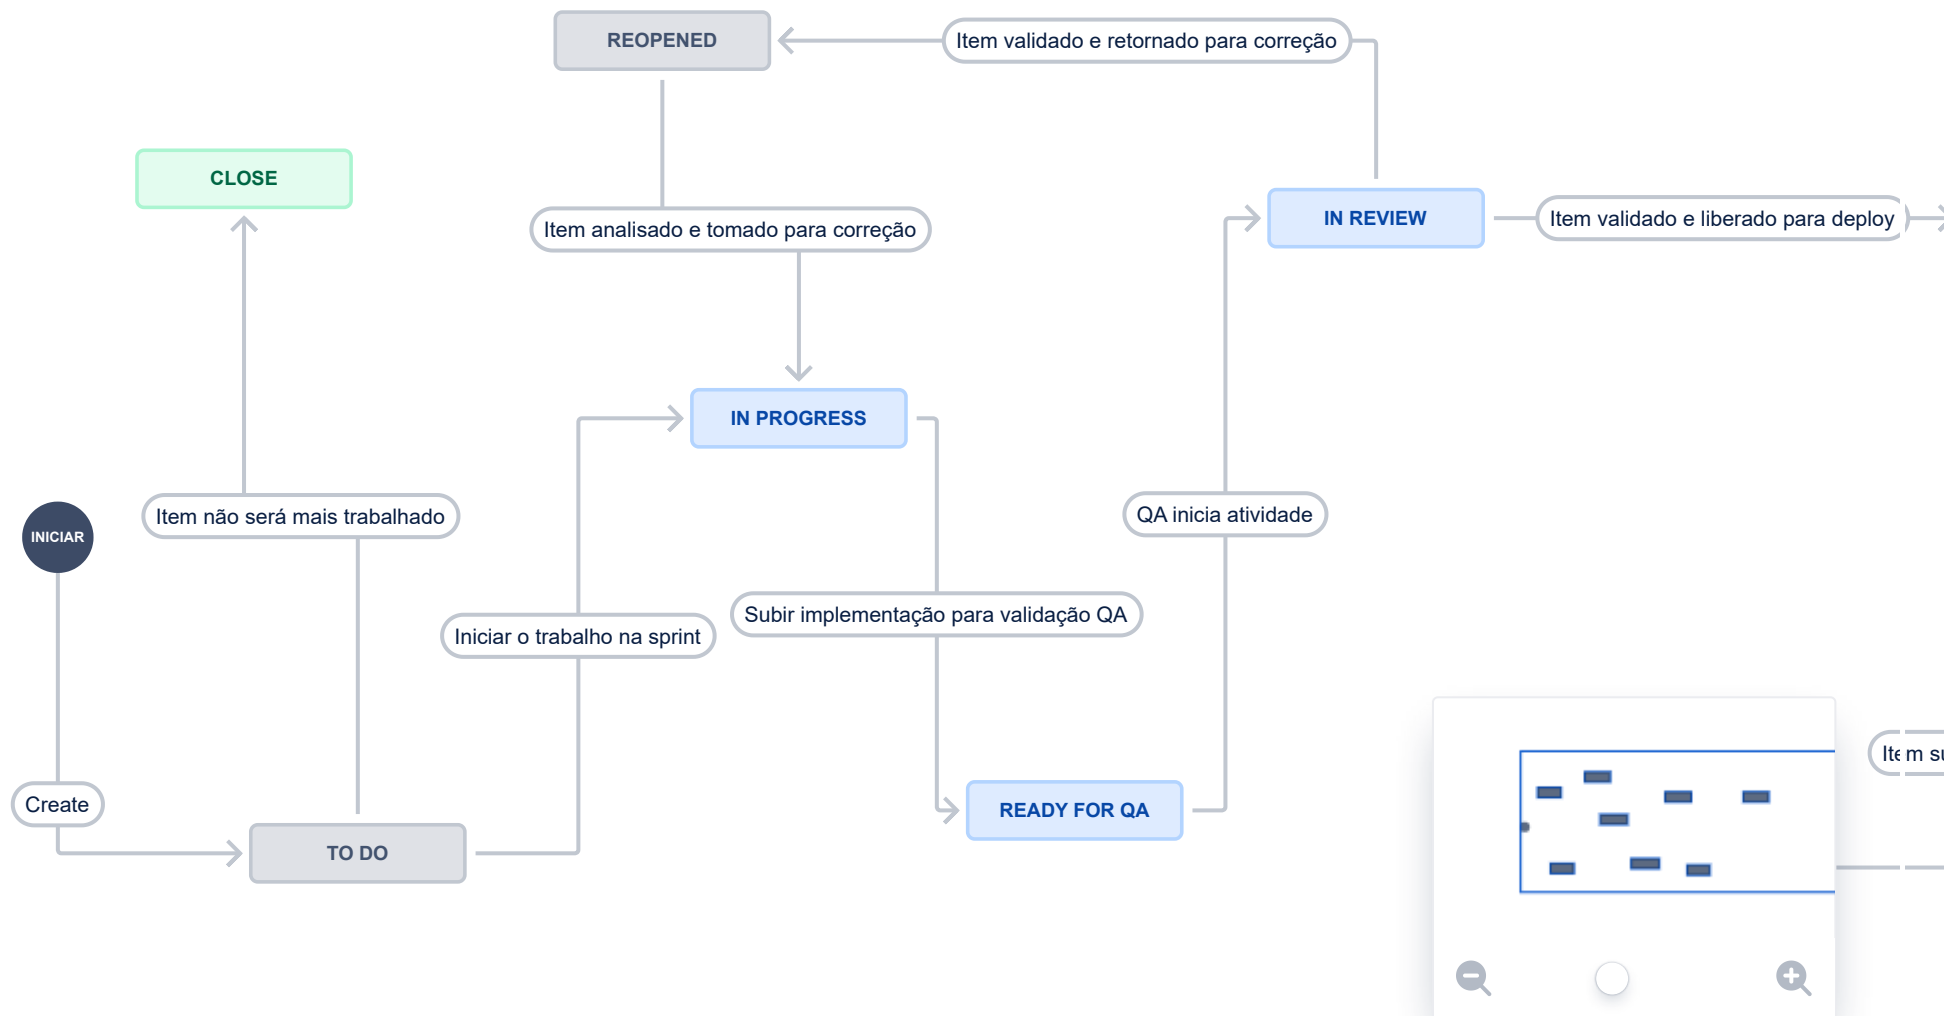 REOPENED
Item validado e retornado para correção
CLOSE
IN REVIEW
Item validado e liberado para deploy
Item analisado e tomado para correção
IN PROGRESS
Item não será mais trabalhado
QA inicia atividade
INICIAR
Subir implementação para validação QA
Iniciar o trabalho na sprint
Item
Create
READY FOR QA
TO DO